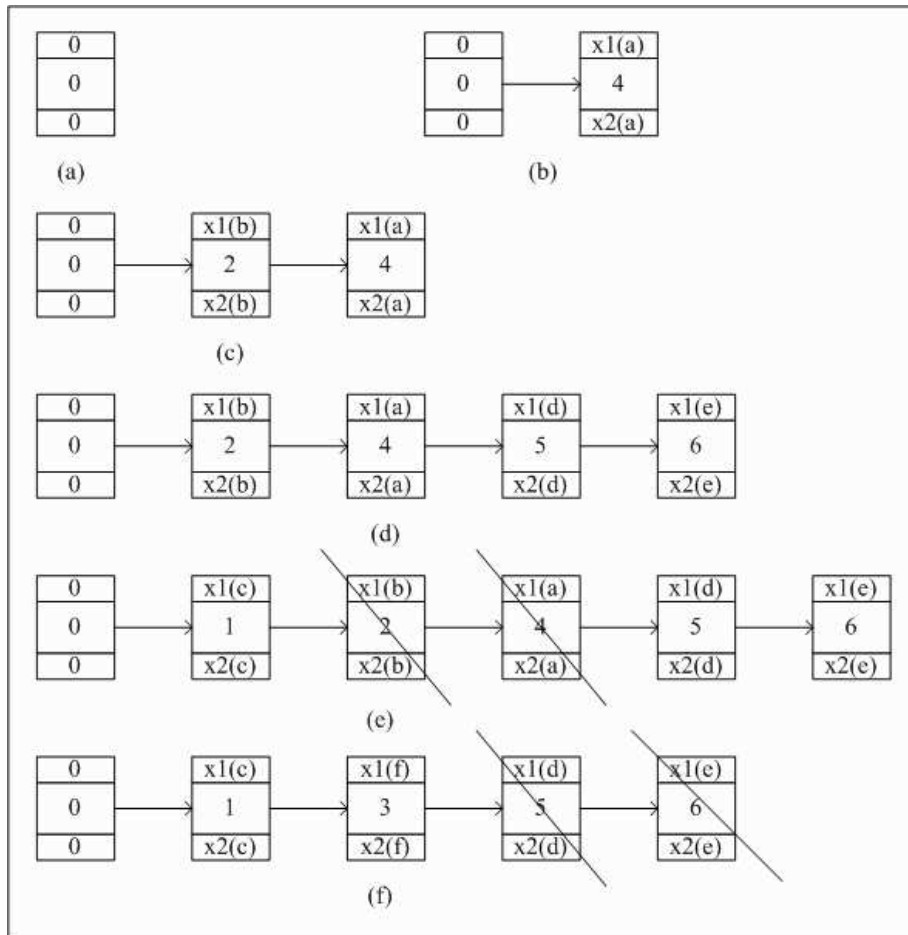 0 0 x1(a)
0 0 4
0 0 x2(a)
(a) (b)
0 x1(b) x1(a)
0 2 4
0 x2(b) x2(a)
(c)
0 x1(b) x1(a) x1(d) x1(e)
0 2 4 5 6
0 x2(b) x2(a) x2(d) x2(e)
(d)
0 x1(c) x1(b) x1(a) x1(d) x1(e)
0 1 2 4 5 6
0 x2(c) x2(b) x2(a) x2(d) x2(e)
(e)
0 x1(c) x1(f) x1(d) x1(e)
0 1 3 5 6
0 x2(c) x2(f) x2(d) x2(e)
(f)